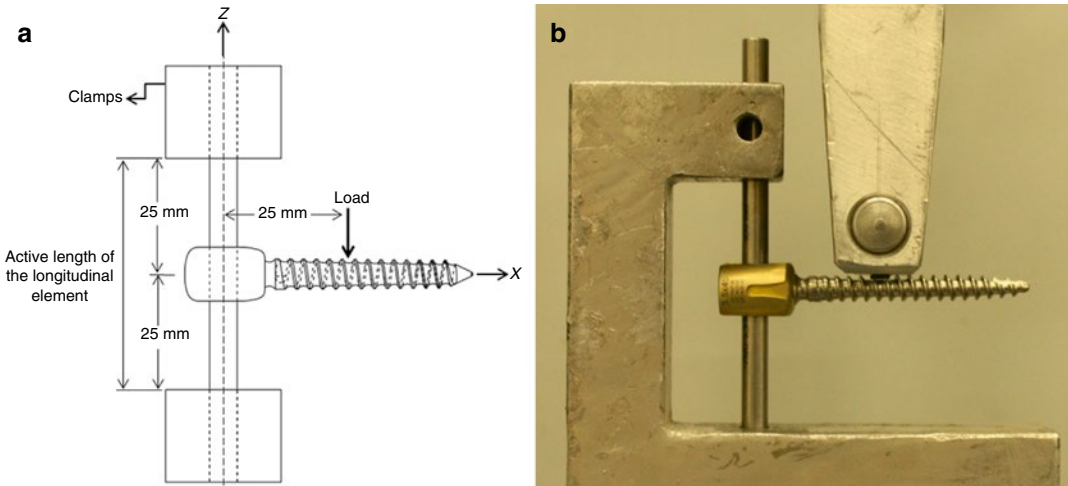 a
Z
Clamps
25 mm
25 mm
Load
Active length of
the longitudinal
element
X
25 mm
b